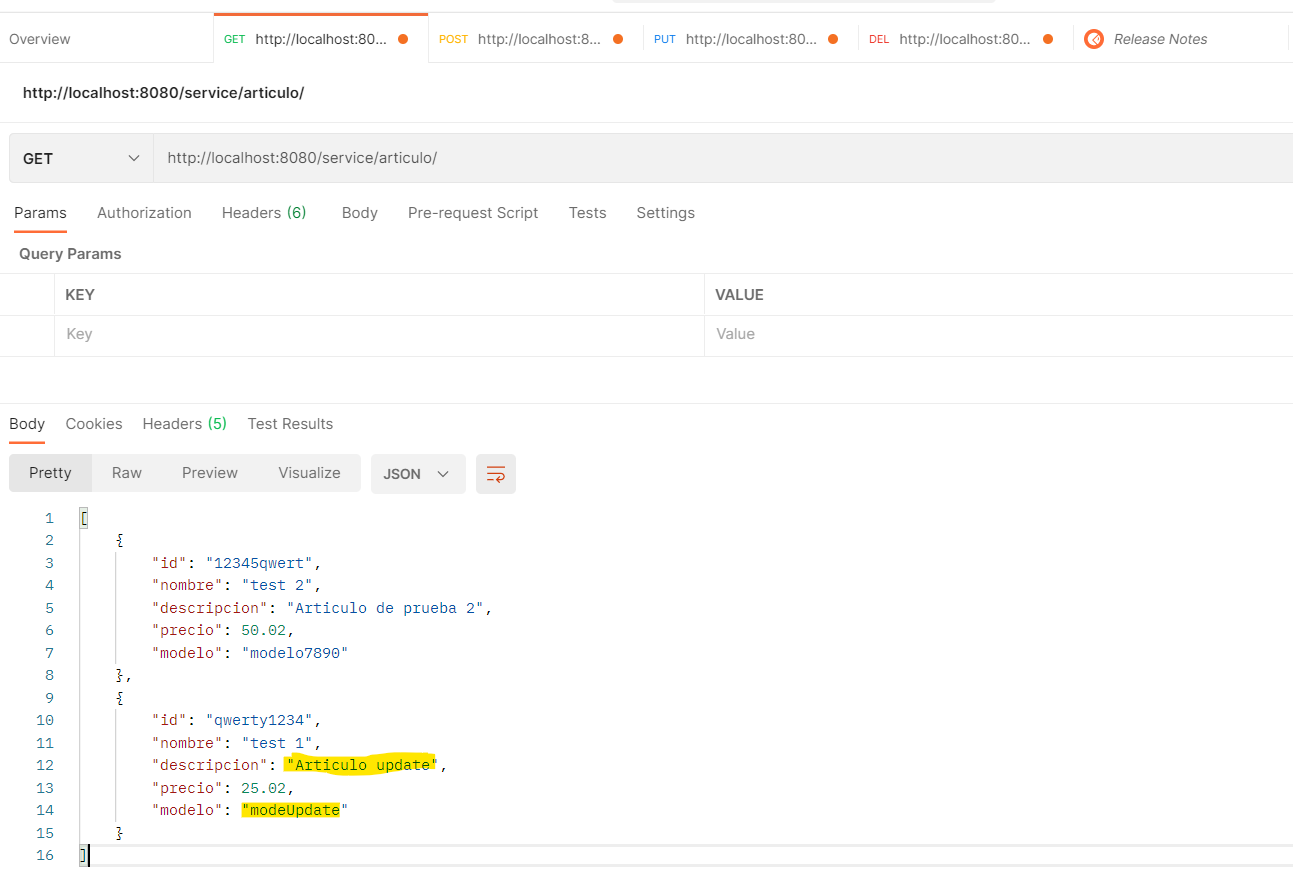 Overview
GET http://localhost:80...
POST http://localhost:8...
PUT http://localhost:80...
DEL http://localhost:80...
Release Notes
http://localhost:8080/service/articulo/
GET http://localhost:8080/service/articulo/
Params Authorization Headers (6) Body Pre-request Script Tests Settings
Query Params
KEY VALUE
Key Value
Body Cookies Headers (5) Test Results
Pretty Raw Preview Visualize JSON
1 [
2 {
3 "id": "12345qwert",
4 "nombre": "test 2",
5 "descripcion": "Articulo de prueba 2",
6 "precio": 50.02,
7 "modelo": "modelo7890"
8 },
9 {
10 "id": "qwerty1234",
11 "nombre": "test 1",
12 "descripcion": "Articulo update",
13 "precio": 25.02,
14 "modelo": "modeUpdate"
15 }
16 ]